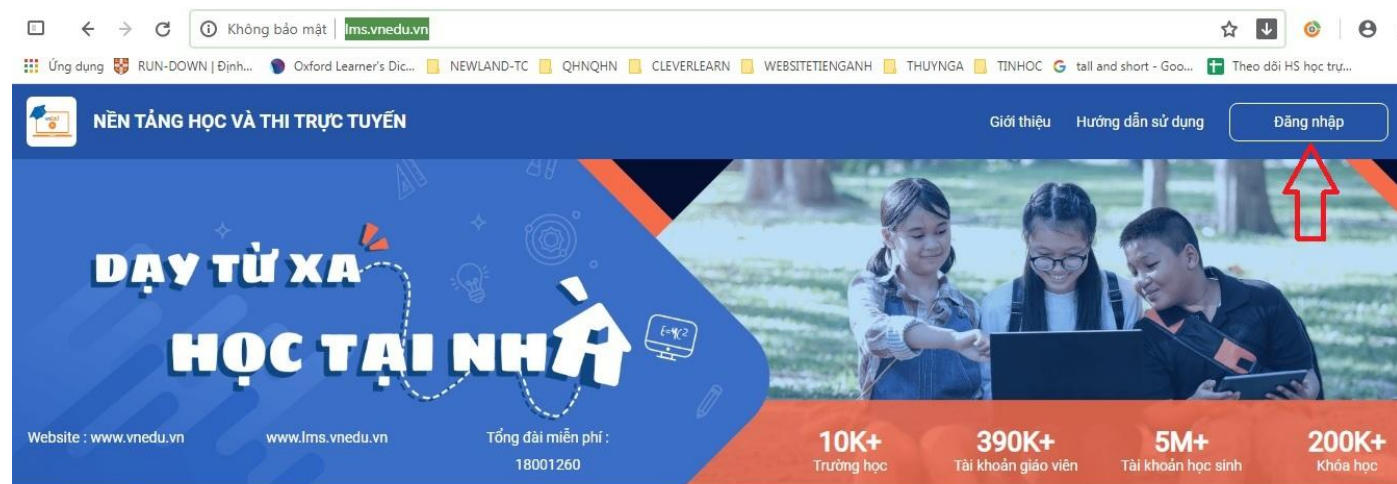 Không bảo mật | lms.vnedu.vn
Ứng dụng RUN-DOWN | Định... Oxford Learner's Dic... NEWLAND-TC QHNQHN CLEVERLEARN WEBSITETIENGANH THUYNGA TINHOC tall and short - Goo... Theo dõi HS học trự...
NỀN TẢNG HỌC VÀ THI TRỰC TUYẾN
Giới thiệu Hướng dẫn sử dụng Đăng nhập
DẠY TỪ XA
HỌC TẠI NHÀ
Website : www.vnedu.vn www.lms.vnedu.vn Tổng đài miễn phí :
18001260
10K+ 390K+ 5M+ 200K+
Trường học Tài khoản giáo viên Tài khoản học sinh Khóa học